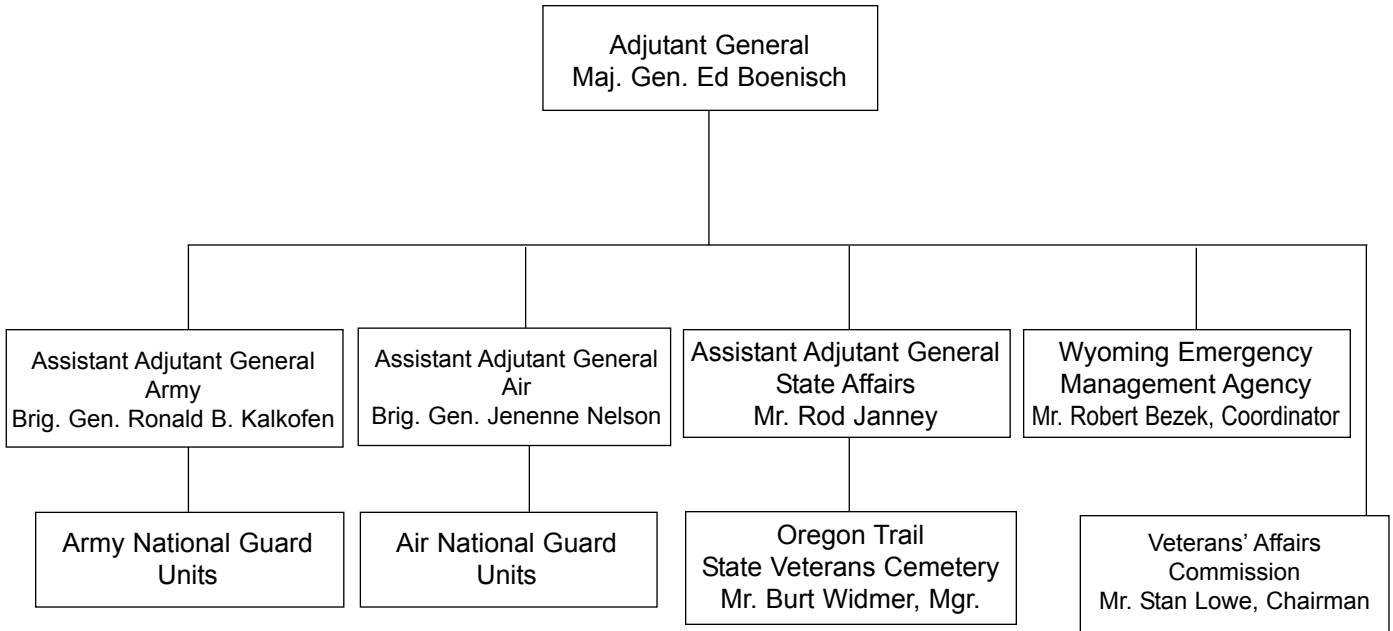 Adjutant General
Maj. Gen. Ed Boenisch
Assistant Adjutant General
Army
Brig. Gen. Ronald B. Kalkofen
Assistant Adjutant General
Air
Brig. Gen. Jenenne Nelson
Assistant Adjutant General
State Affairs
Mr. Rod Janney
Wyoming Emergency
Management Agency
Mr. Robert Bezek, Coordinator
Army National Guard
Units
Air National Guard
Units
Oregon Trail
State Veterans Cemetery
Mr. Burt Widmer, Mgr.
Veterans’ Affairs
Commission
Mr. Stan Lowe, Chairman